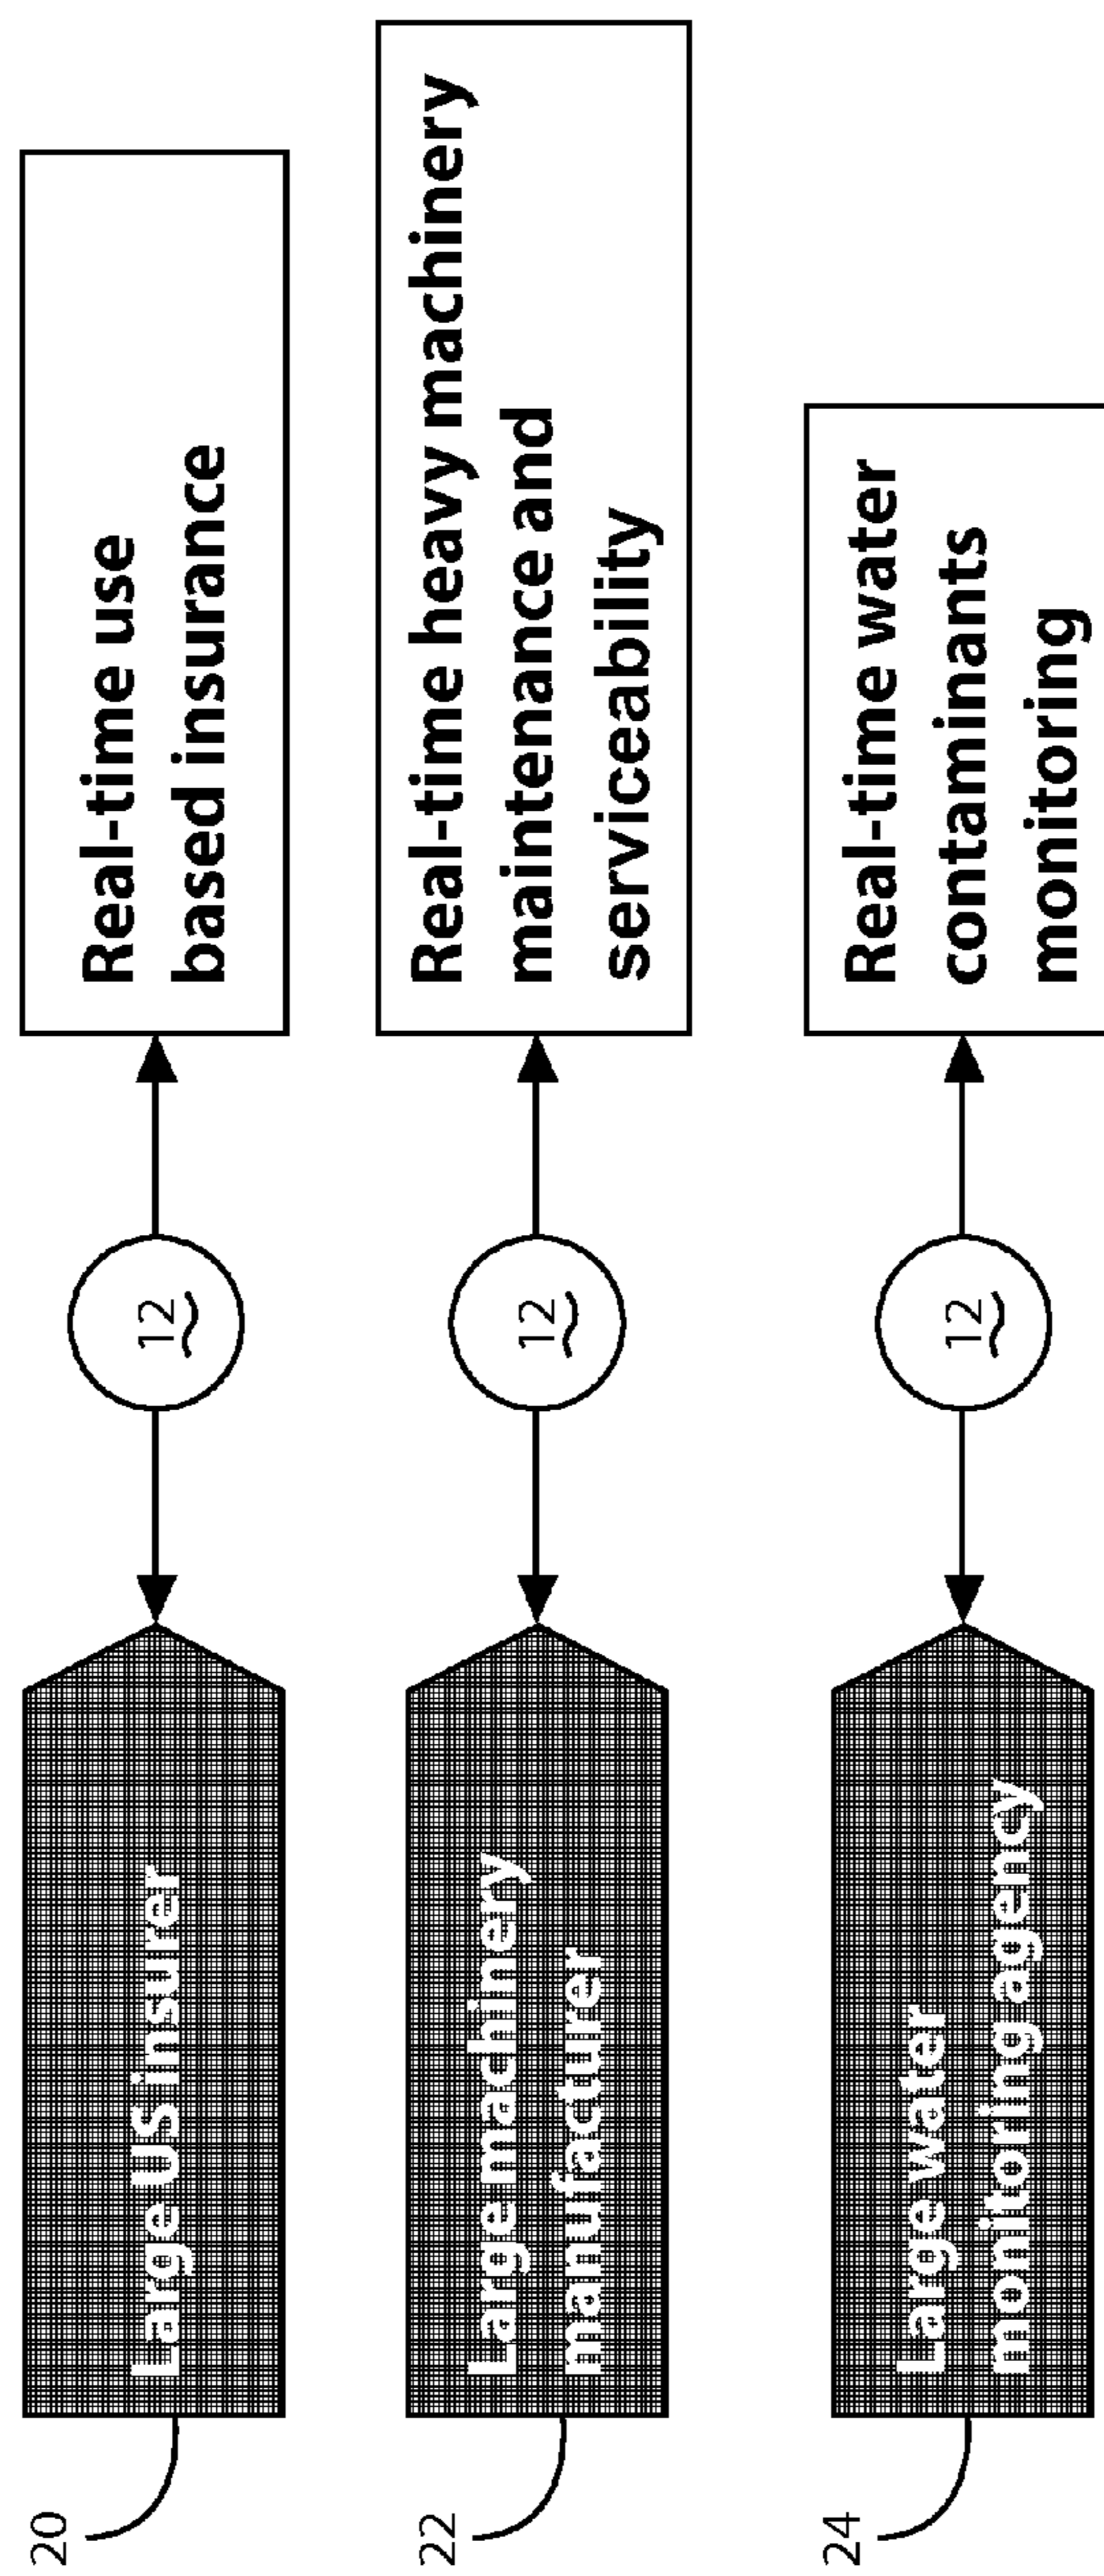 20
Large US insurer
12
Real-time use
based insurance
22
Large machinery
manufacturer
12
Real-time heavy machinery
maintenance and
serviceability
24
Large water
monitoring agency
12
Real-time water
contaminants
monitoring